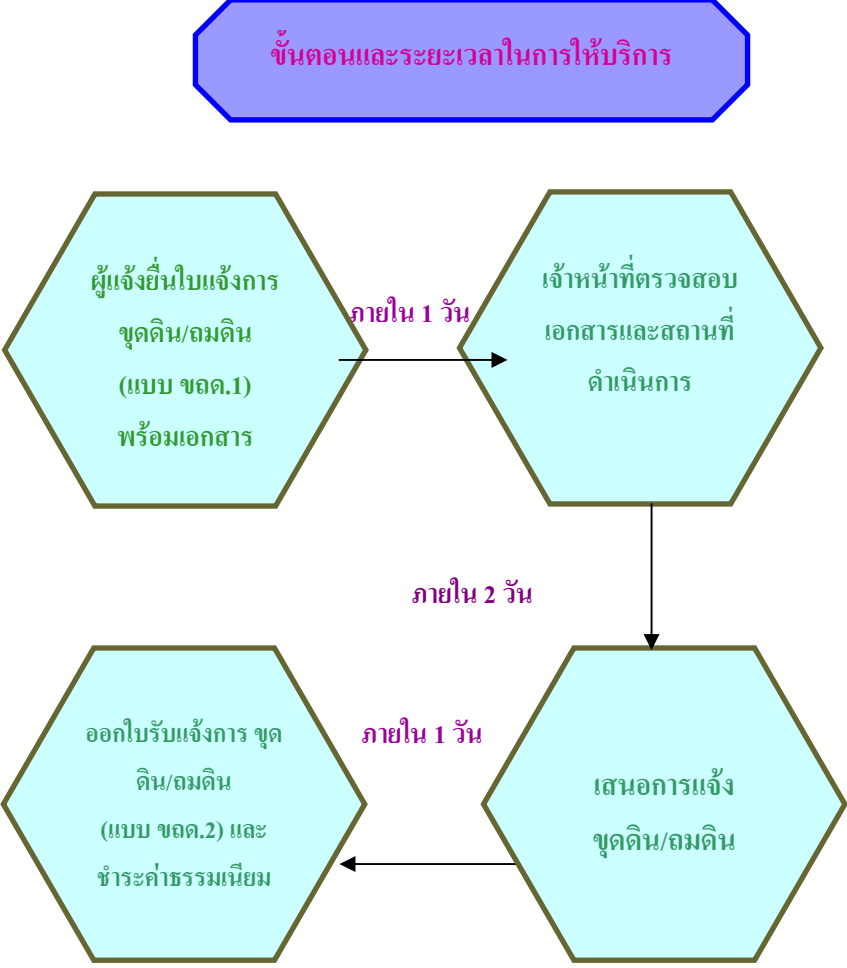 ขั้นตอนและระยะเวลาในการให้บริการ
ผู้แจ้งยื่นใบแจ้งการ
ขุดดิน/ถมดิน
(แบบ ขถด.1)
พร้อมเอกสาร
ภายใน 1 วัน
เจ้าหน้าที่ตรวจสอบ
เอกสารและสถานที่
ดำเนินการ
ภายใน 2 วัน
เสนอการแจ้ง
ขุดดิน/ถมดิน
ภายใน 1 วัน
ออกใบรับแจ้งการ ขุด
ดิน/ถมดิน
(แบบ ขถด.2) และ
ชำระค่าธรรมเนียม